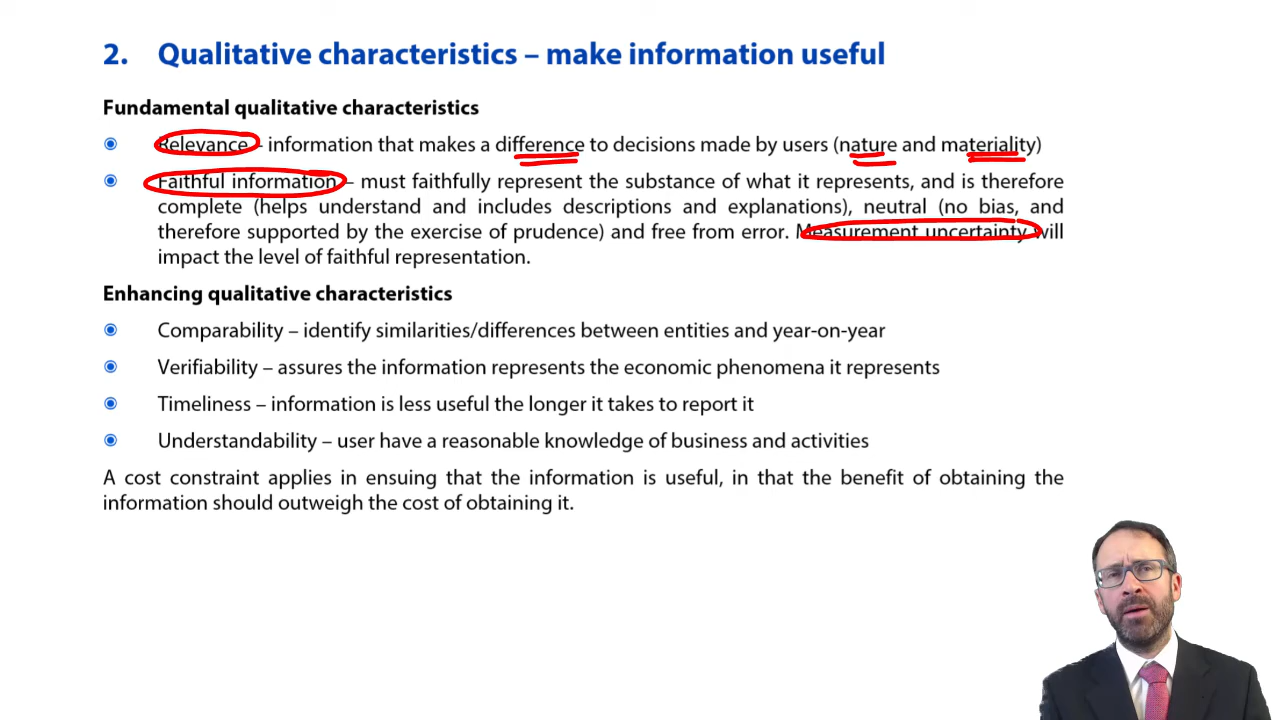 2. Qualitative characteristics – make information useful
Fundamental qualitative characteristics
Relevance – information that makes a difference to decisions made by users (nature and materiality)
Faithful information – must faithfully represent the substance of what it represents, and is therefore
complete (helps understand and includes descriptions and explanations), neutral (no bias, and
therefore supported by the exercise of prudence) and free from error. Measurement uncertainty will
impact the level of faithful representation.
Enhancing qualitative characteristics
Comparability – identify similarities/differences between entities and year-on-year
Verifiability – assures the information represents the economic phenomena it represents
Timeliness – information is less useful the longer it takes to report it
Understandability – user have a reasonable knowledge of business and activities
A cost constraint applies in ensuing that the information is useful, in that the benefit of obtaining the
information should outweigh the cost of obtaining it.